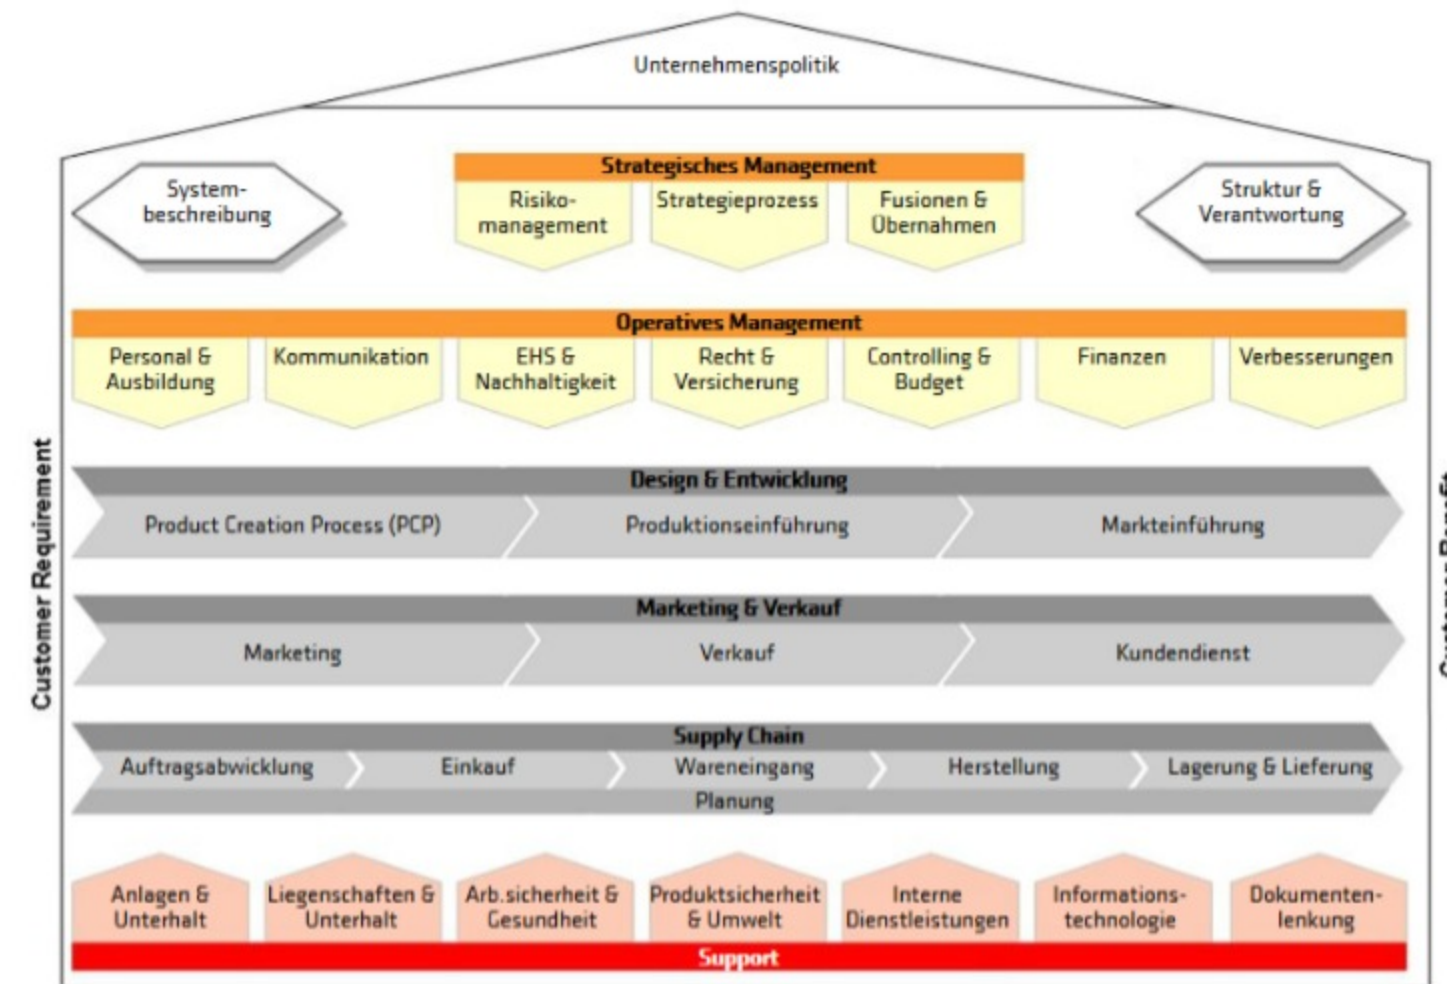 Unternehmenspolitik
System-
beschreibung
Strategisches Management
Risiko-
management
Strategieprozess
Fusionen &
Übernahmen
Struktur &
Verantwortung
Operatives Management
Personal &
Ausbildung
Kommunikation
EHS &
Nachhaltigkeit
Recht &
Versicherung
Controlling &
Budget
Finanzen
Verbesserungen
Customer Requirement
Design & Entwicklung
Product Creation Process (PCP)
Produktionseinführung
Markteinführung
Marketing & Verkauf
Marketing
Verkauf
Kundendienst
Supply Chain
Auftragsabwicklung
Einkauf
Wareneingang
Herstellung
Lagerung & Lieferung
Planung
Anlagen &
Unterhalt
Liegenschaften &
Unterhalt
Arb.sicherheit &
Gesundheit
Produktsicherheit
& Umwelt
Interne
Dienstleistungen
Informations-
technologie
Dokumenten-
lenkung
Support